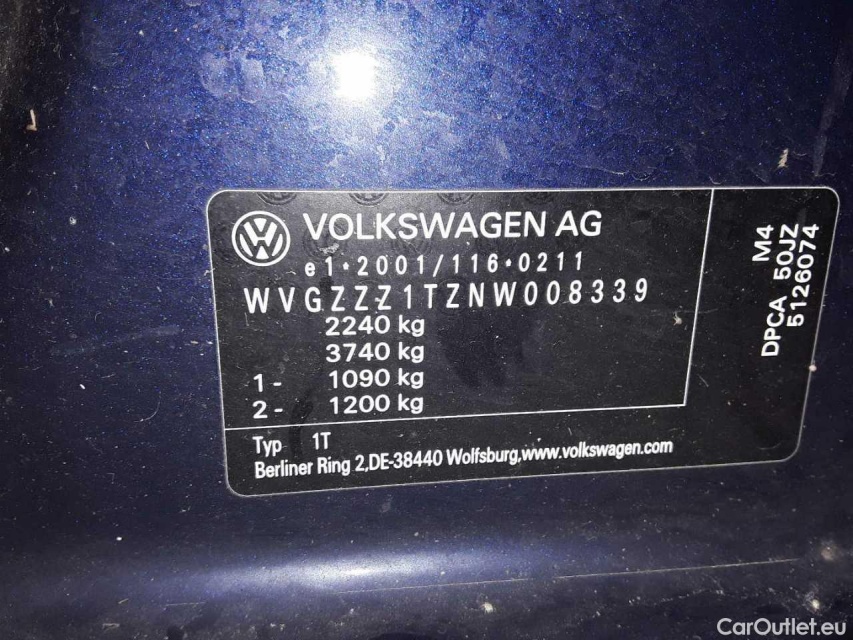 VOLKSWAGEN AG
e1*2001/116*0211
WVGZZZ1TZNW008339
2240 kg
3740 kg
1- 1090 kg
2- 1200 kg
Typ 1T
Berliner Ring 2,DE-38440 Wolfsburg,www.volkswagen.com
M4
DPCA 50JZ
5126074
CarOutlet.eu